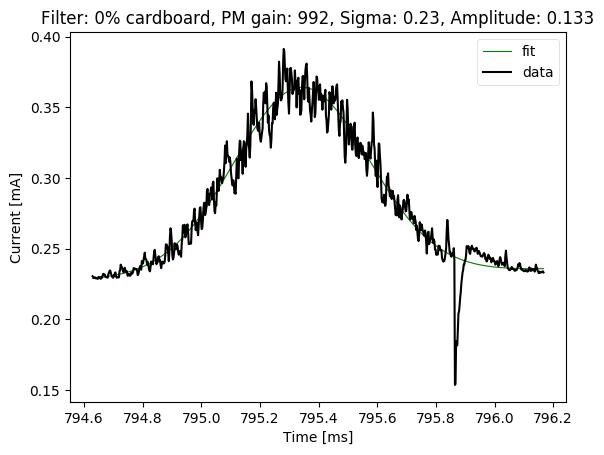 Filter: 0% cardboard, PM gain: 992, Sigma: 0.23, Amplitude: 0.133
fit
data
Current [mA]
0.40
0.35
0.30
0.25
0.20
0.15
794.6 794.8 795.0 795.2 795.4 795.6 795.8 796.0 796.2
Time [ms]